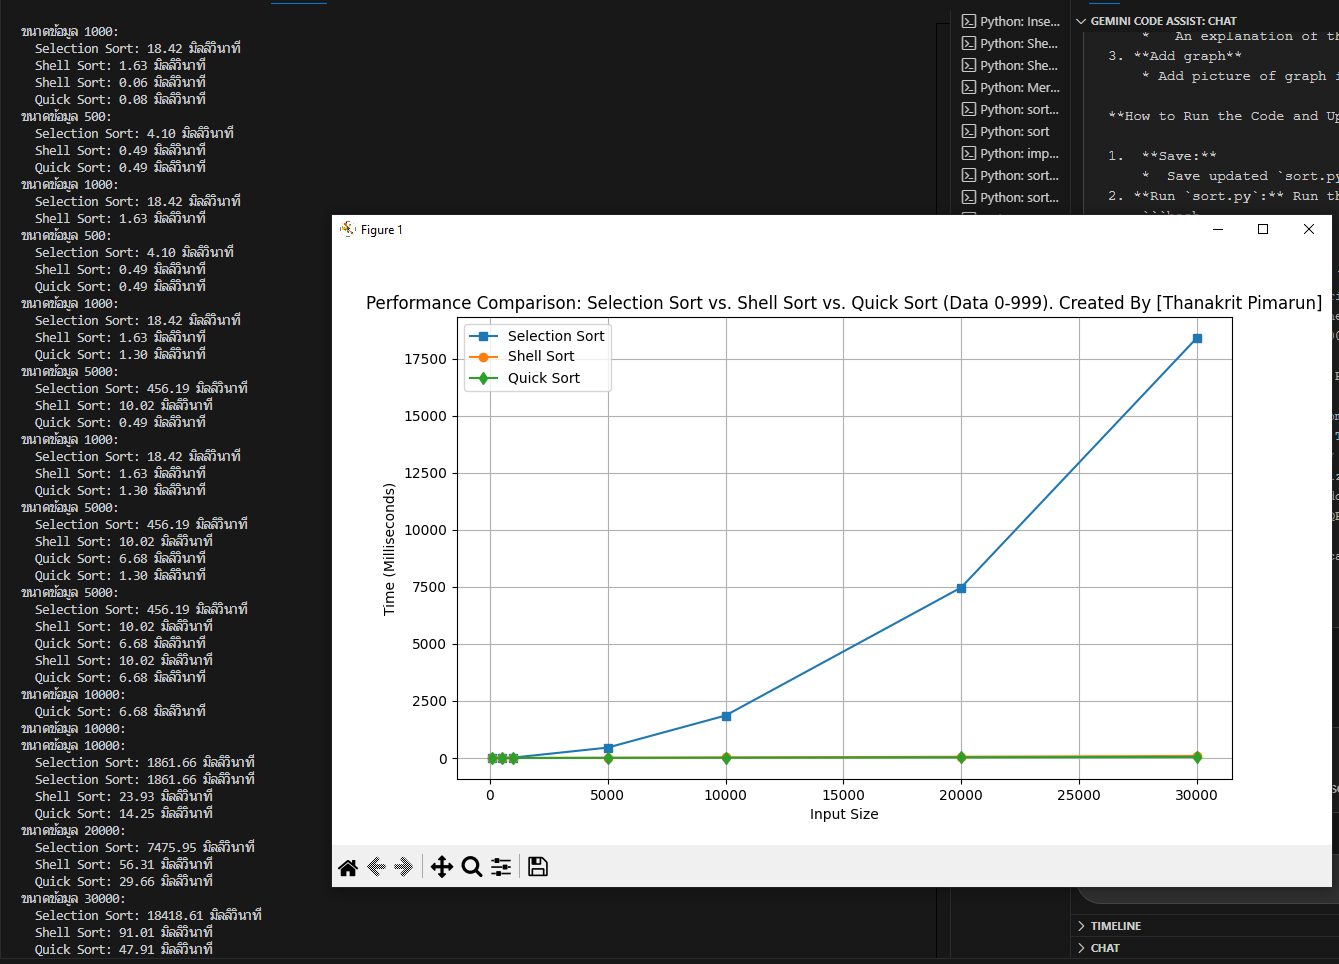 ขนาดข้อมูล 1000:
Selection Sort: 18.42 มิลลิวินาที
Shell Sort: 1.63 มิลลิวินาที
Shell Sort: 0.06 มิลลิวินาที
Quick Sort: 0.08 มิลลิวินาที
ขนาดข้อมูล 500:
Selection Sort: 4.10 มิลลิวินาที
Shell Sort: 0.49 มิลลิวินาที
Quick Sort: 0.49 มิลลิวินาที
ขนาดข้อมูล 1000:
Selection Sort: 18.42 มิลลิวินาที
Shell Sort: 1.63 มิลลิวินาที
ขนาดข้อมูล 500:
Selection Sort: 4.10 มิลลิวินาที
Shell Sort: 0.49 มิลลิวินาที
Quick Sort: 0.49 มิลลิวินาที
ขนาดข้อมูล 1000:
Selection Sort: 18.42 มิลลิวินาที
Shell Sort: 1.63 มิลลิวินาที
Quick Sort: 1.30 มิลลิวินาที
ขนาดข้อมูล 5000:
Selection Sort: 456.19 มิลลิวินาที
Shell Sort: 10.02 มิลลิวินาที
Quick Sort: 0.49 มิลลิวินาที
ขนาดข้อมูล 1000:
Selection Sort: 18.42 มิลลิวินาที
Shell Sort: 1.63 มิลลิวินาที
Quick Sort: 1.30 มิลลิวินาที
ขนาดข้อมูล 5000:
Selection Sort: 456.19 มิลลิวินาที
Shell Sort: 10.02 มิลลิวินาที
Quick Sort: 6.68 มิลลิวินาที
Quick Sort: 1.30 มิลลิวินาที
ขนาดข้อมูล 5000:
Selection Sort: 456.19 มิลลิวินาที
Shell Sort: 10.02 มิลลิวินาที
Quick Sort: 6.68 มิลลิวินาที
Shell Sort: 10.02 มิลลิวินาที
Quick Sort: 6.68 มิลลิวินาที
ขนาดข้อมูล 10000:
Quick Sort: 6.68 มิลลิวินาที
ขนาดข้อมูล 10000:
ขนาดข้อมูล 10000:
Selection Sort: 1861.66 มิลลิวินาที
Selection Sort: 1861.66 มิลลิวินาที
Shell Sort: 23.93 มิลลิวินาที
Quick Sort: 14.25 มิลลิวินาที
ขนาดข้อมูล 20000:
Selection Sort: 7475.95 มิลลิวินาที
Shell Sort: 56.31 มิลลิวินาที
Quick Sort: 29.66 มิลลิวินาที
ขนาดข้อมูล 30000:
Selection Sort: 18418.61 มิลลิวินาที
Shell Sort: 91.01 มิลลิวินาที
Quick Sort: 47.91 มิลลิวินาที
Python: Inse...
Python: She...
Python: She...
Python: Mer...
Python: sort...
Python: sort
Python: imp...
Python: sort...
Python: sort...
GEMINI CODE ASSIST: CHAT
* An explanation of th
3. **Add graph**
* Add picture of graph i
**How to Run the Code and Up
1. **Save:**
* Save updated `sort.py
2. **Run `sort.py`:** Run th
Figure 1
Performance Comparison: Selection Sort vs. Shell Sort vs. Quick Sort (Data 0-999). Created By [Thanakrit Pimarun]
Selection Sort
Shell Sort
Quick Sort
17500
15000
12500
10000
7500
5000
2500
0
Time (Milliseconds)
0 5000 10000 15000 20000 25000 30000
Input Size
TIMELINE
CHAT